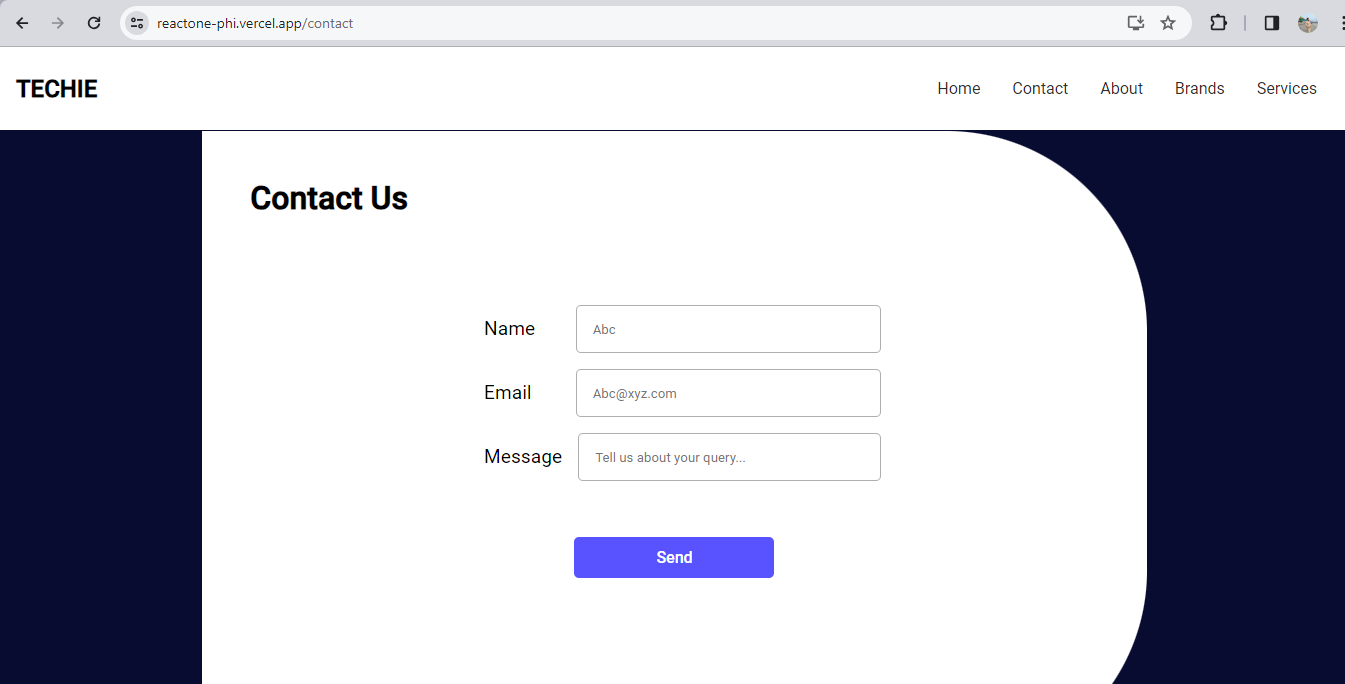 reactone-phi.vercel.app/contact
TECHIE Home Contact About Brands Services
Contact Us
Name Abc
Email Abc@xyz.com
Message Tell us about your query...
Send